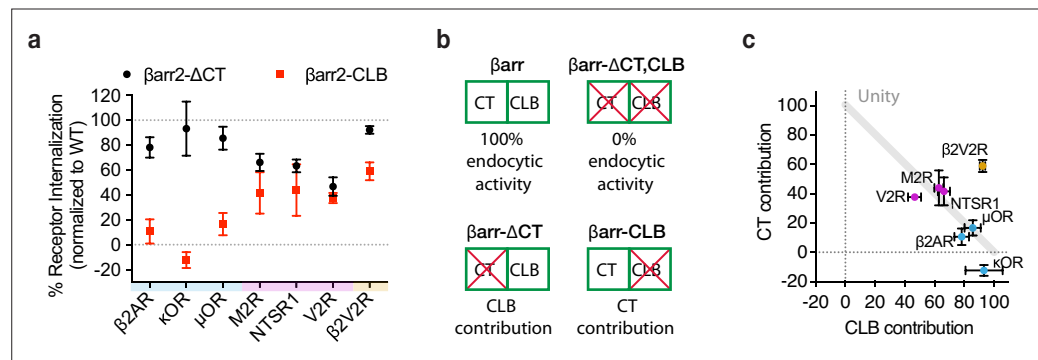 a
βarr2-ΔCT
βarr2-CLB
% Receptor Internalization
(normalized to WT)
120
100
80
60
40
20
0
-20
β2AR
κOR
μOR
M2R
NTSR1
V2R
β2V2R
b
βarr
βarr-ΔCT,CLB
CT CLB
CT CLB
100%
endocytic
activity
0%
endocytic
activity
βarr-ΔCT
βarr-CLB
CT CLB
CT CLB
CLB
contribution
CT
contribution
c
Unity
CT contribution
100
80
60
40
20
0
-20
β2V2R
M2R
V2R
NTSR1
μOR
β2AR
κOR
-20 0 20 40 60 80 100
CLB contribution